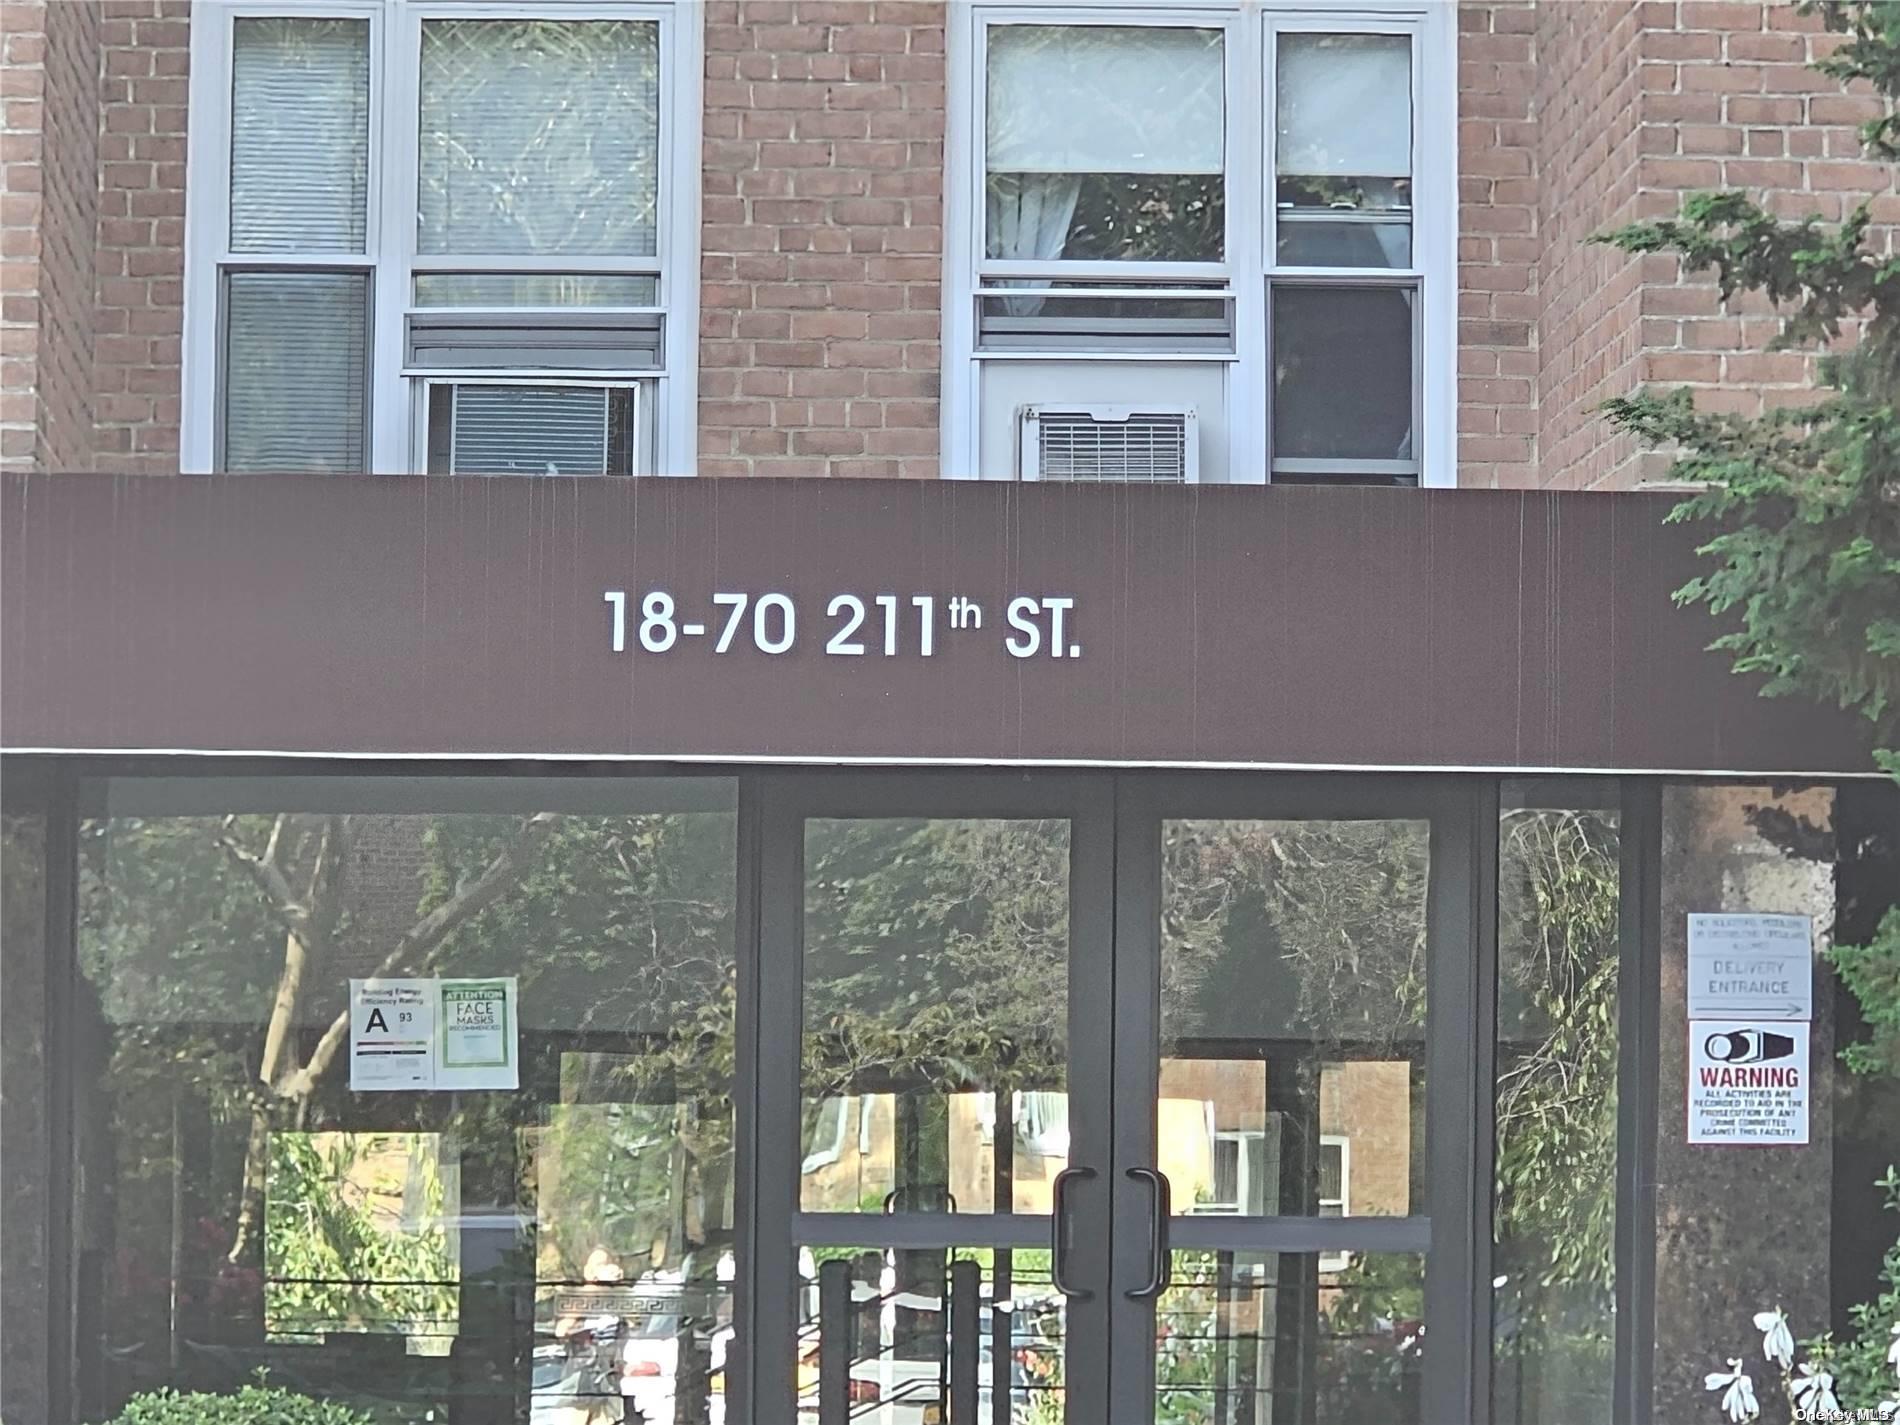 18-70 211th ST.
Building Energy
Efficiency Rating
A 93
ATTENTION
FACE
MASKS
RECOMMENDED
ALLOWED
DELIVERY
ENTRANCE
WARNING
ALL ACTIVITIES ARE
RECORDED TO AID IN THE
PROSECUTION OF ANY
CRIME COMMITTED
AGAINST THIS FACILITY
OneKey MLS